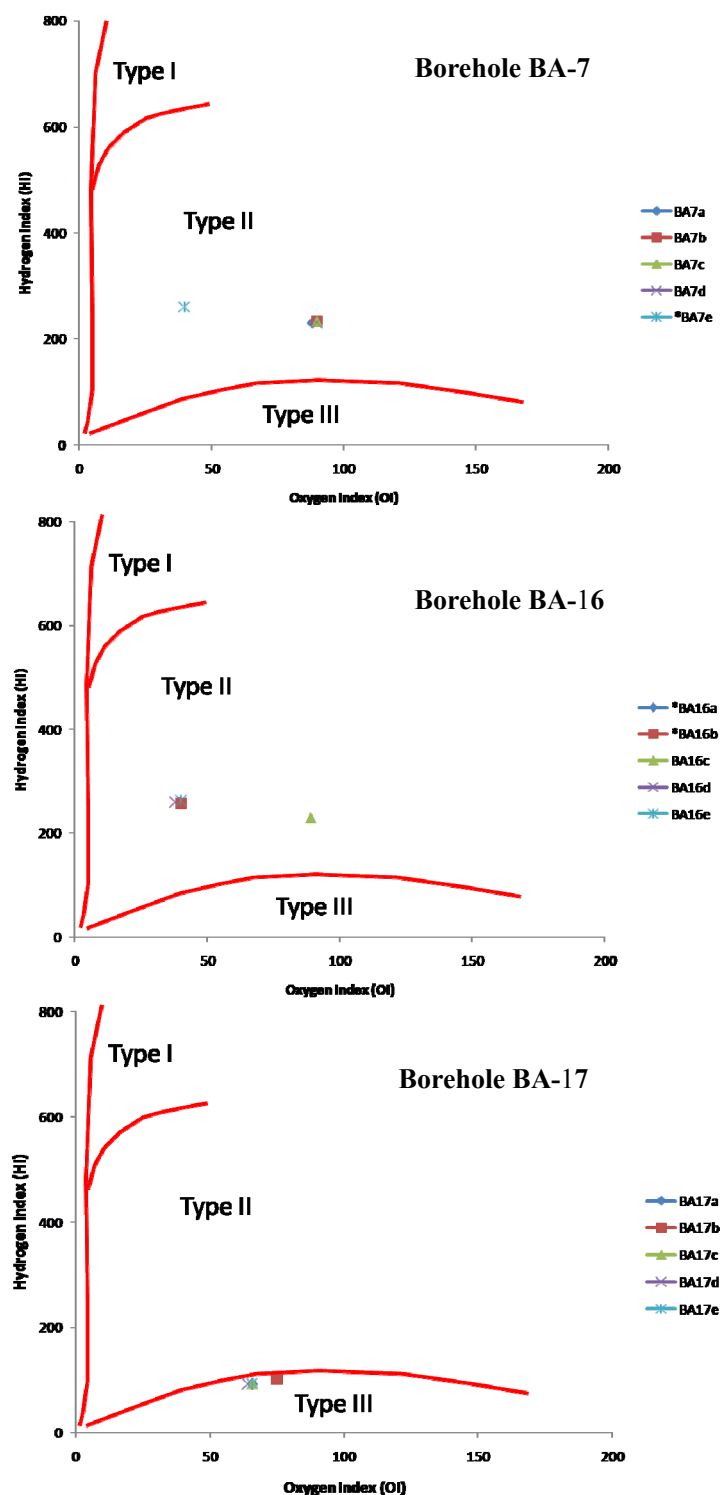 800
Type I
Borehole BA-7
600
Hydrogen Index (HI)
Type II
400
BA7a
BA7b
BA7c
BA7d
*BA7e
200
Type III
0
0 50 100 150 200
Oxygen Index (OI)
800
Type I
Borehole BA-16
600
Hydrogen Index (HI)
Type II
400
*BA16a
*BA16b
BA16c
BA16d
BA16e
200
Type III
0
0 50 100 150 200
Oxygen Index (OI)
800
Type I
Borehole BA-17
600
Hydrogen Index (HI)
Type II
400
BA17a
BA17b
BA17c
BA17d
BA17e
200
Type III
0
0 50 100 150 200
Oxygen Index (OI)